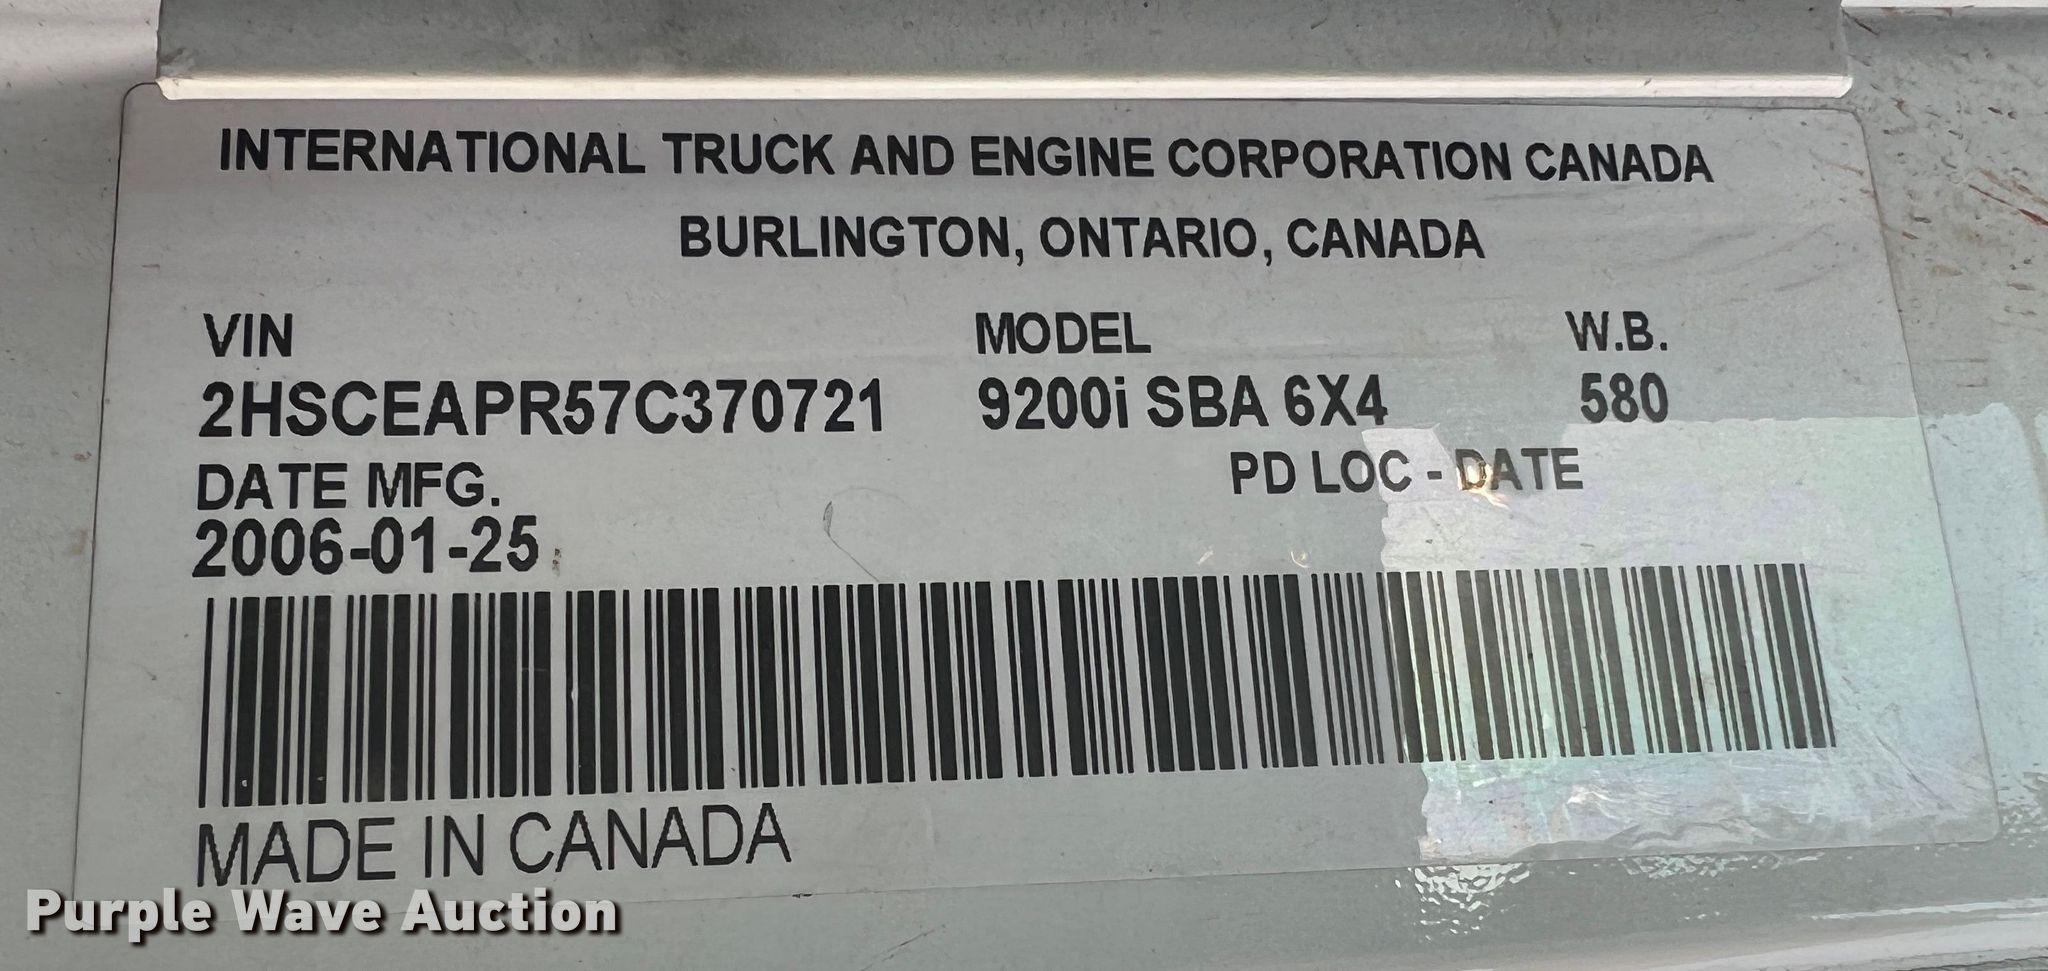 INTERNATIONAL TRUCK AND ENGINE CORPORATION CANADA
BURLINGTON, ONTARIO, CANADA
VIN MODEL W.B.
2HSCEAPR57C370721 9200i SBA 6X4 580
DATE MFG. PD LOC - DATE
2006-01-25
MADE IN CANADA
Purple Wave Auction